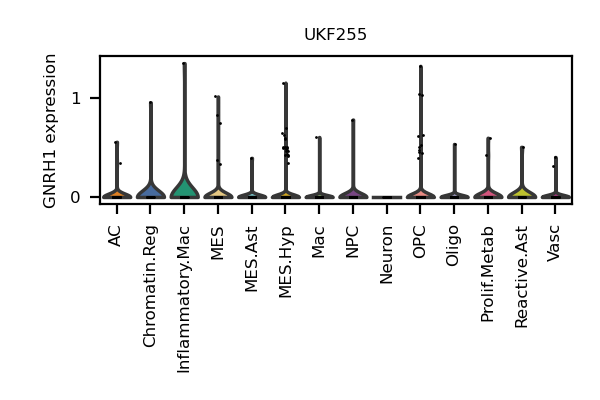 UKF255
GNRH1 expression
1
0
AC
Chromatin.Reg
Inflammatory.Mac
MES
MES.Ast
MES.Hyp
Mac
NPC
Neuron
OPC
Oligo
Prolif.Metab
Reactive.Ast
Vasc